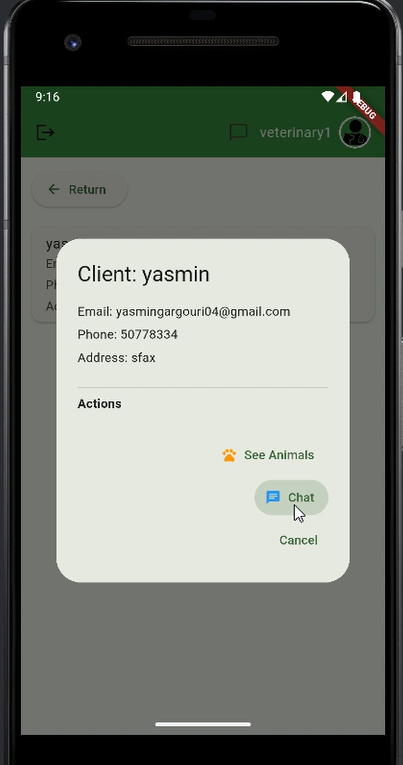 9:16
DEBUG
veterinary1
Return
yas
Client: yasmin
Email: yasmingargouri04@gmail.com
Phone: 50778334
Address: sfax
Actions
See Animals
Chat
Cancel